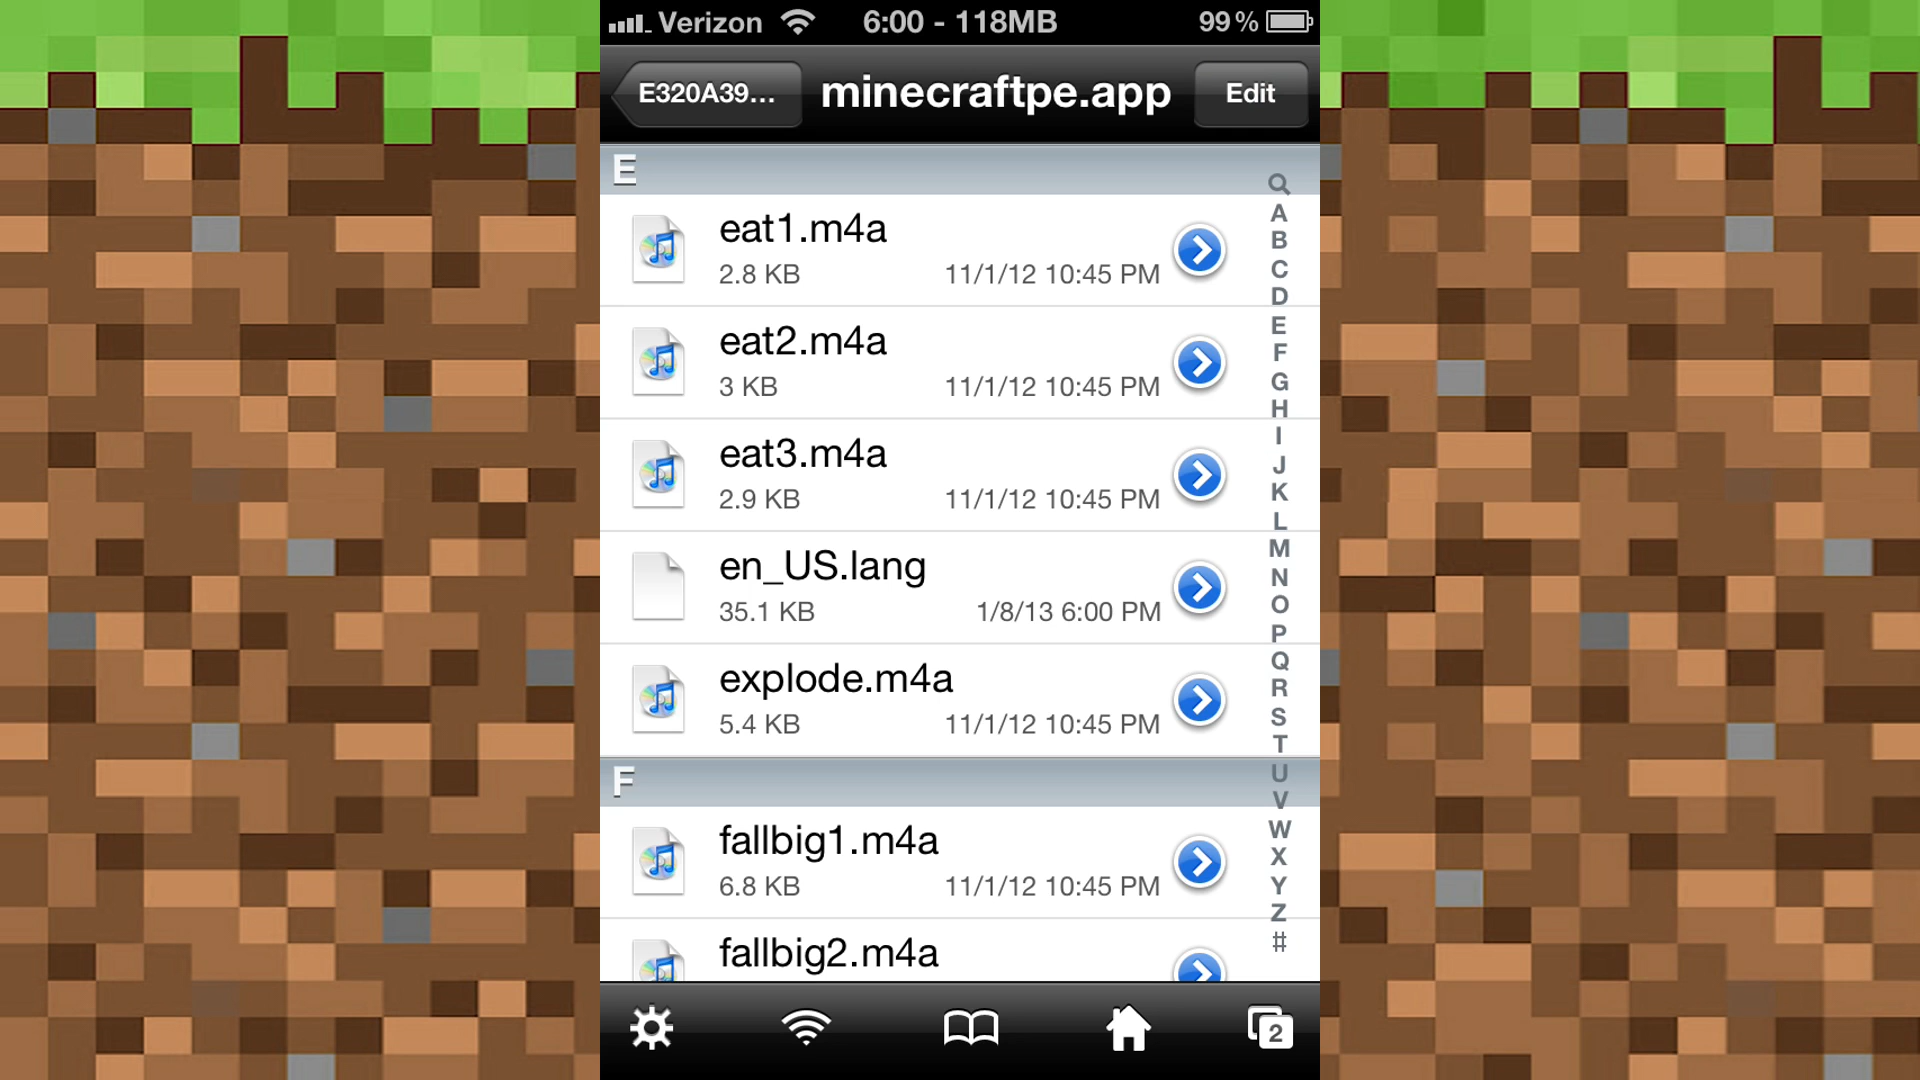 Verizon 6:00 - 118MB 99%
E320A39... minecraftpe.app Edit
E
eat1.m4a
2.8 KB 11/1/12 10:45 PM
eat2.m4a
3 KB 11/1/12 10:45 PM
eat3.m4a
2.9 KB 11/1/12 10:45 PM
en_US.lang
35.1 KB 1/8/13 6:00 PM
explode.m4a
5.4 KB 11/1/12 10:45 PM
F
fallbig1.m4a
6.8 KB 11/1/12 10:45 PM
fallbig2.m4a
A
B
C
D
E
F
G
H
I
J
K
L
M
N
O
P
Q
R
S
T
U
V
W
X
Y
Z
#
2